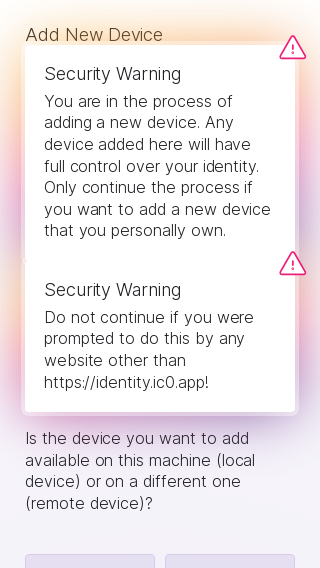 Add New Device
Security Warning
You are in the process of
adding a new device. Any
device added here will have
full control over your identity.
Only continue the process if
you want to add a new device
that you personally own.
Security Warning
Do not continue if you were
prompted to do this by any
website other than
https://identity.ic0.app!
Is the device you want to add
available on this machine (local
device) or on a different one
(remote device)?